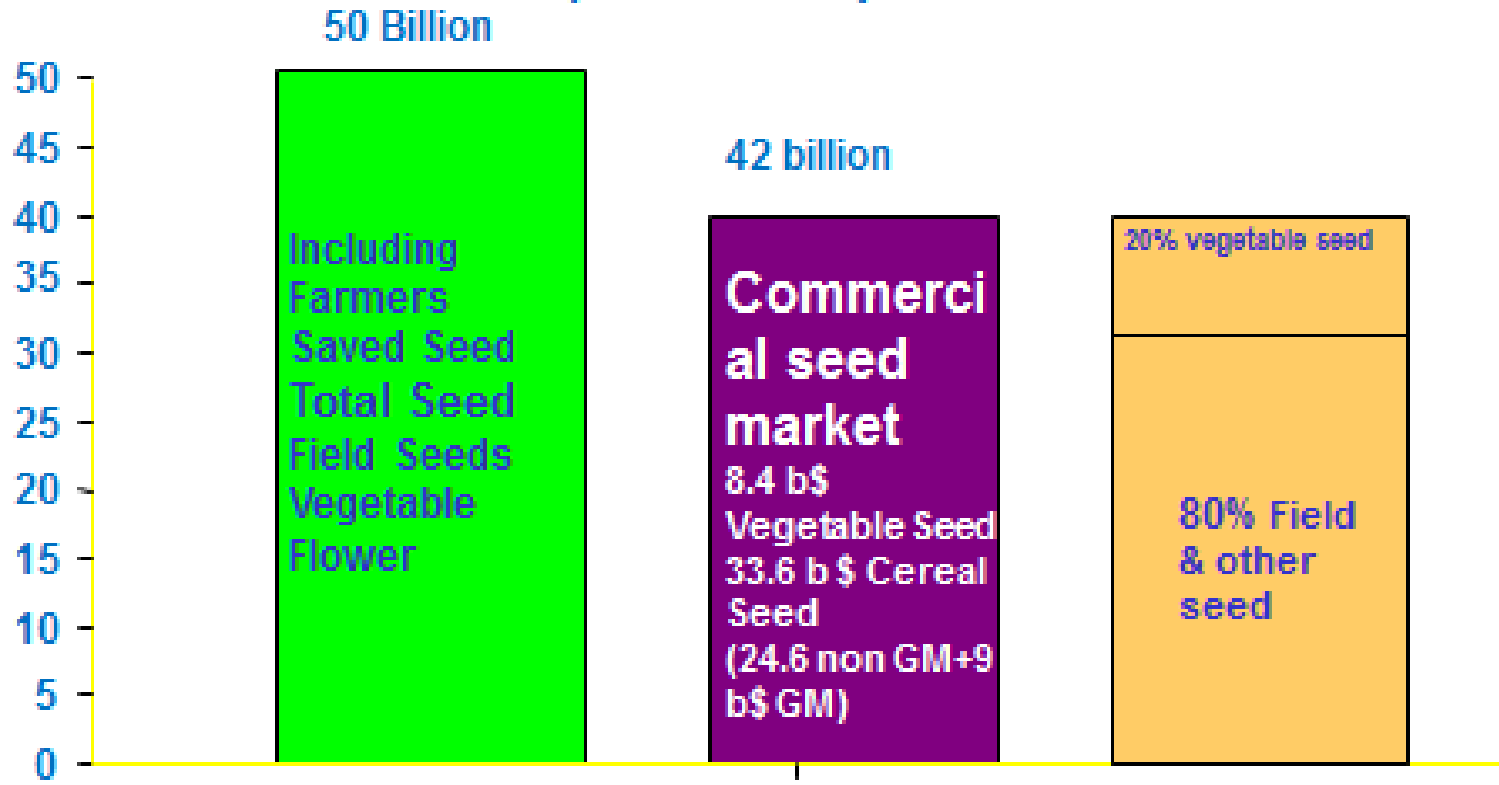 50 Billion
50
45
40
35
30
25
20
15
10
5
0
Including
Farmers
Saved Seed
Total Seed
Field Seeds
Vegetable
Flower
42 billion
Commerci
al seed
market
8.4 b$
Vegetable Seed
33.6 b $ Cereal
Seed
(24.6 non GM+9
b$ GM)
20% vegetable seed
80% Field
& other
seed